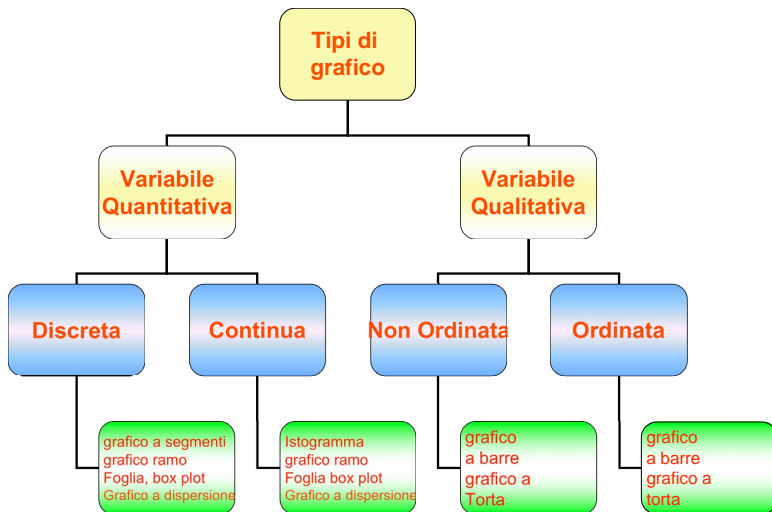 Tipi di
grafico
Variabile
Quantitativa
Variabile
Qualitativa
Discreta
Continua
Non Ordinata
Ordinata
grafico a segmenti
grafico ramo
Foglia, box plot
Grafico a dispersione
Istogramma
grafico ramo
Foglia box plot
Grafico a dispersione
grafico
a barre
grafico a
Torta
grafico
a barre
grafico a
torta